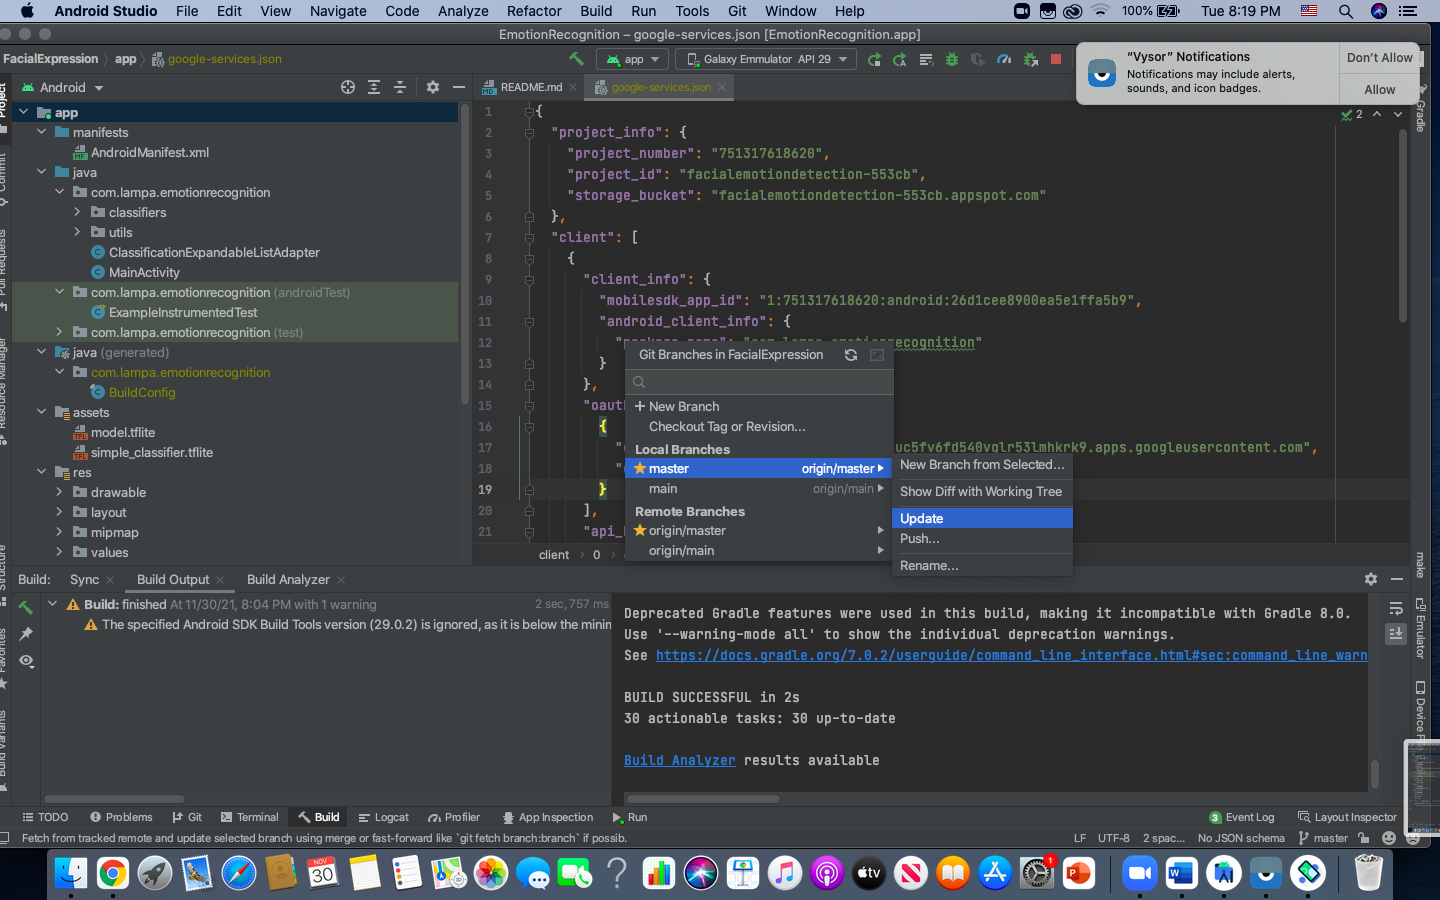 Android Studio File Edit View Navigate Code Analyze Refactor Build Run Tools Git Window Help 100% Tue 8:19 PM
EmotionRecognition – google-services.json [EmotionRecognition.app]
FacialExpression app google-services.json
app Galaxy Emmulator API 29
"Vysor" Notifications
Notifications may include alerts,
sounds, and icon badges.
Don't Allow
Allow
Android
README.md google-services.json
2
app
manifests
AndroidManifest.xml
java
com.lampa.emotionrecognition
classifiers
utils
ClassificationExpandableListAdapter
MainActivity
com.lampa.emotionrecognition (androidTest)
ExampleInstrumentedTest
com.lampa.emotionrecognition (test)
java (generated)
com.lampa.emotionrecognition
BuildConfig
assets
model.tflite
simple_classifier.tflite
res
drawable
layout
mipmap
values
Project
Commit
Pull Requests
Resource Manager
Structure
Favorites
Build Variants
1 {
2 "project_info": {
3 "project_number": "751317618620",
4 "project_id": "facialemotiondetection-553cb",
5 "storage_bucket": "facialemotiondetection-553cb.appspot.com"
6 },
7 "client": [
8 {
9 "client_info": {
10 "mobilesdk_app_id": "1:751317618620:android:26d1cee8900ea5e1ffa5b9",
11 "android_client_info": {
12 "package_name": "com.lampa.emotionrecognition"
13 }
14 },
15 "oaut
16 {
17 "c uc5fv6fd540vqlr53lmhkrk9.apps.googleusercontent.com",
18 "c
19 }
20 ],
21 "api_k
client 0
Git Branches in FacialExpression
New Branch
Checkout Tag or Revision...
Local Branches
master origin/master
main origin/main
Remote Branches
origin/master
origin/main
New Branch from Selected...
Show Diff with Working Tree
Update
Push...
Rename...
Gradle
make
Emulator
Build: Sync Build Output Build Analyzer
Build: finished At 11/30/21, 8:04 PM with 1 warning 2 sec, 757 ms
The specified Android SDK Build Tools version (29.0.2) is ignored, as it is below the minin
Deprecated Gradle features were used in this build, making it incompatible with Gradle 8.0.
Use '--warning-mode all' to show the individual deprecation warnings.
See https://docs.gradle.org/7.0.2/userguide/command_line_interface.html#sec:command_line_warn
BUILD SUCCESSFUL in 2s
30 actionable tasks: 30 up-to-date
Build Analyzer results available
TODO Problems Git Terminal Build Logcat Profiler App Inspection Run 3 Event Log Layout Inspector
Fetch from tracked remote and update selected branch using merge or fast-forward like `git fetch branch:branch` if possib. LF UTF-8 2 spac... No JSON schema master
NOV
30
tv
1